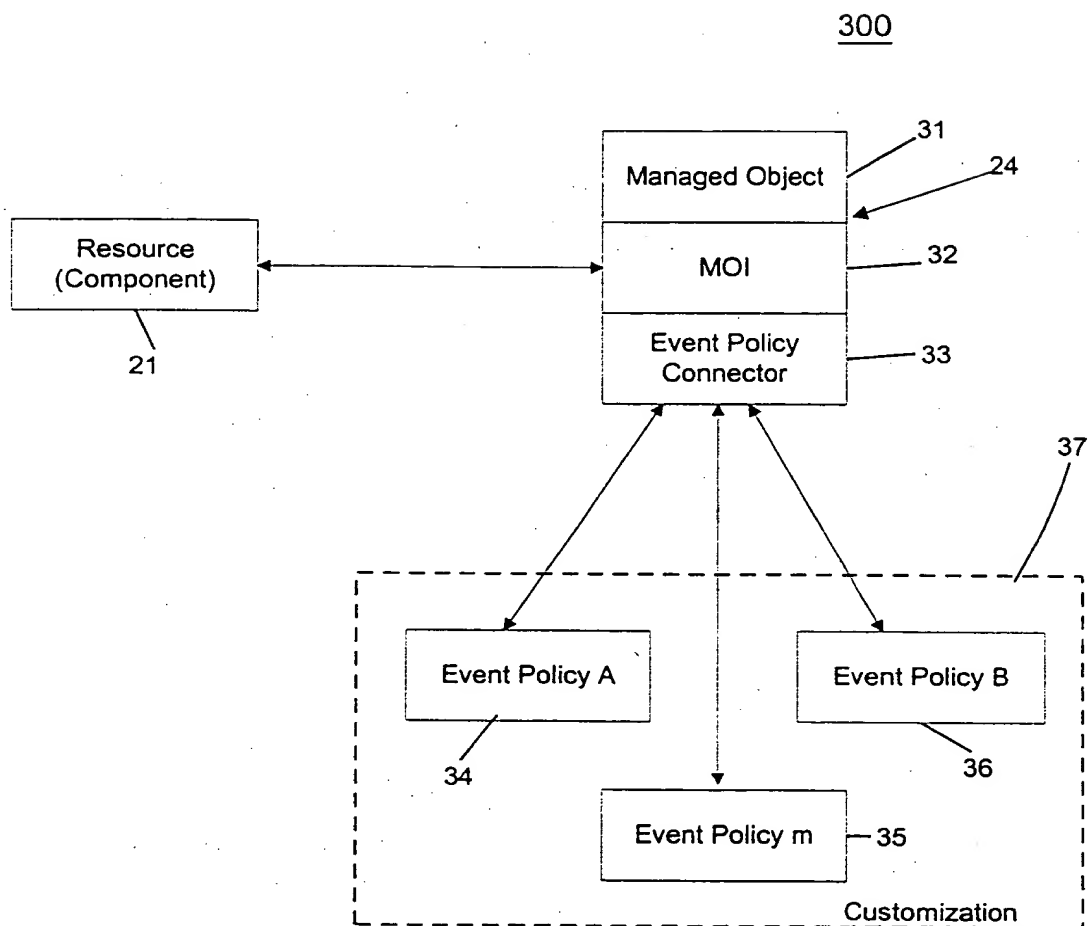 300
31
Managed Object
24
Resource
(Component)
MOI
32
21
Event Policy
Connector
33
37
Event Policy A
Event Policy B
34
36
Event Policy m
35
Customization